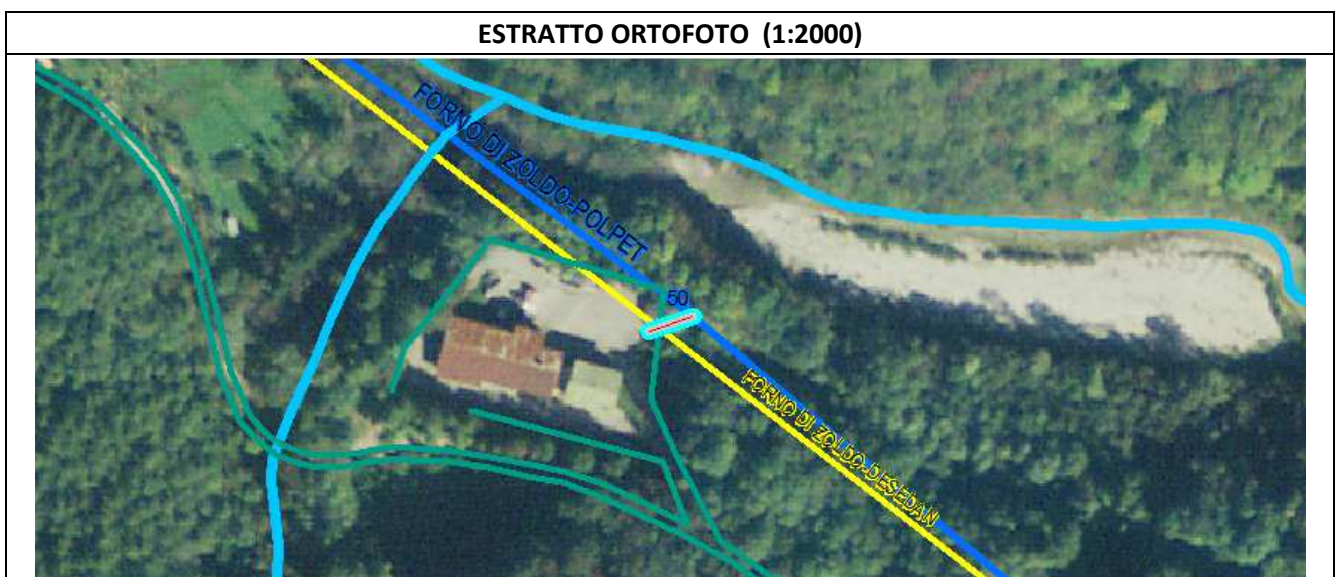 ESTRATTO ORTOFOTO (1:2000)
FORNO DI ZOLDO-POLPET
50
FORNO DI ZOLDO-DESEDAN